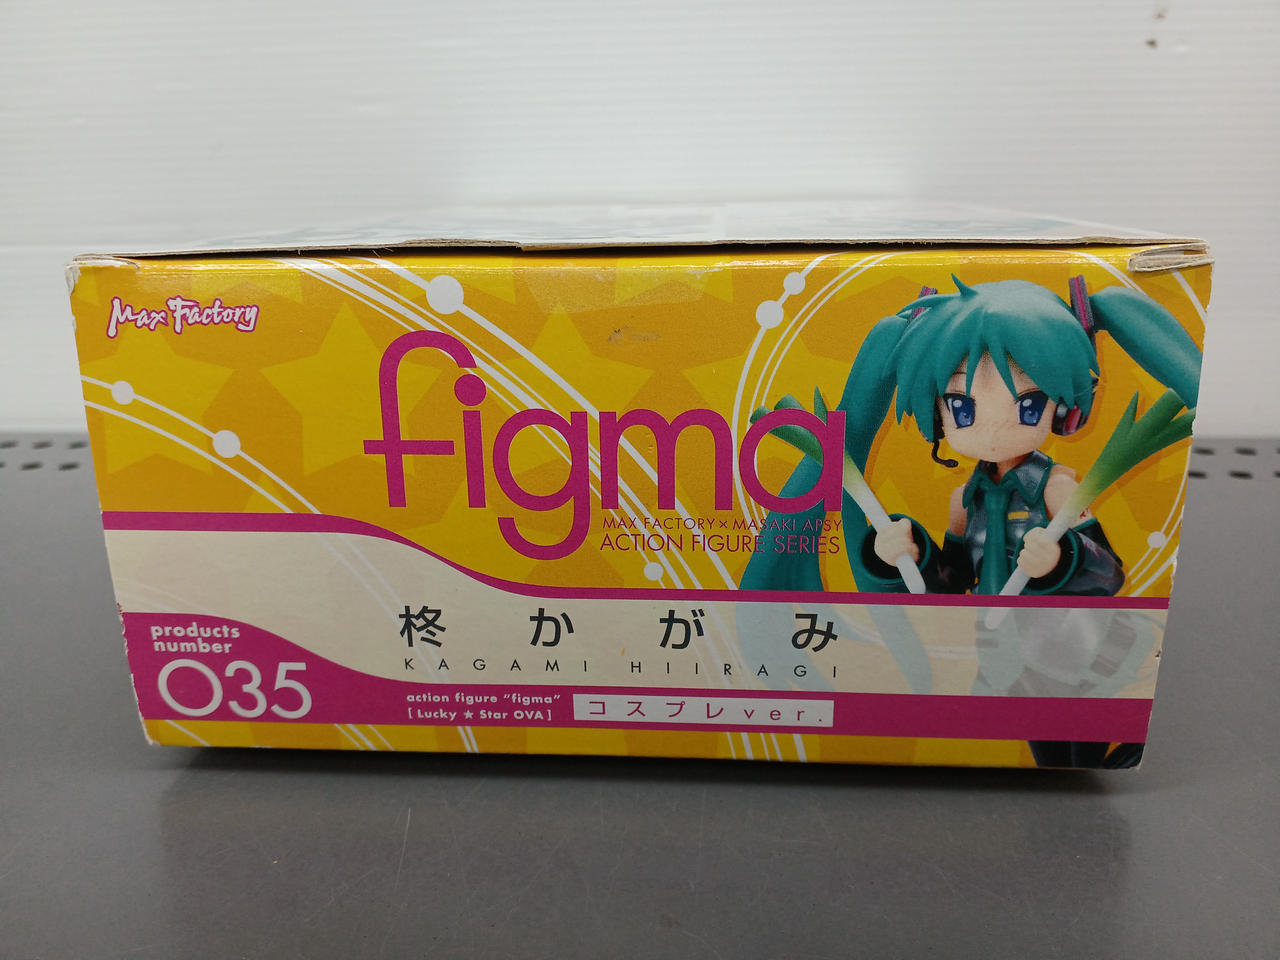 Max Factory
figma
MAX FACTORY×MASAKI APSY
ACTION FIGURE SERIES
柊かがみ
KAGAMI HIIRAGI
products
number
035
action figure "figma"
[Lucky ★ Star OVA]
コスプレver.